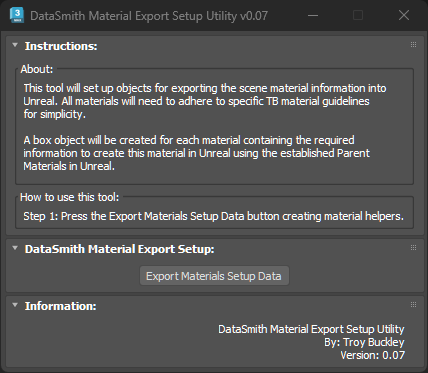 3
DataSmith Material Export Setup Utility v0.07
Instructions:
About:
This tool will set up objects for exporting the scene material information into
Unreal. All materials will need to adhere to specific TB material guidelines
for simplicity.
A box object will be created for each material containing the required
information to create this material in Unreal using the established Parent
Materials in Unreal.
How to use this tool:
Step 1: Press the Export Materials Setup Data button creating material helpers.
DataSmith Material Export Setup:
Export Materials Setup Data
Information:
DataSmith Material Export Setup Utility
By: Troy Buckley
Version: 0.07